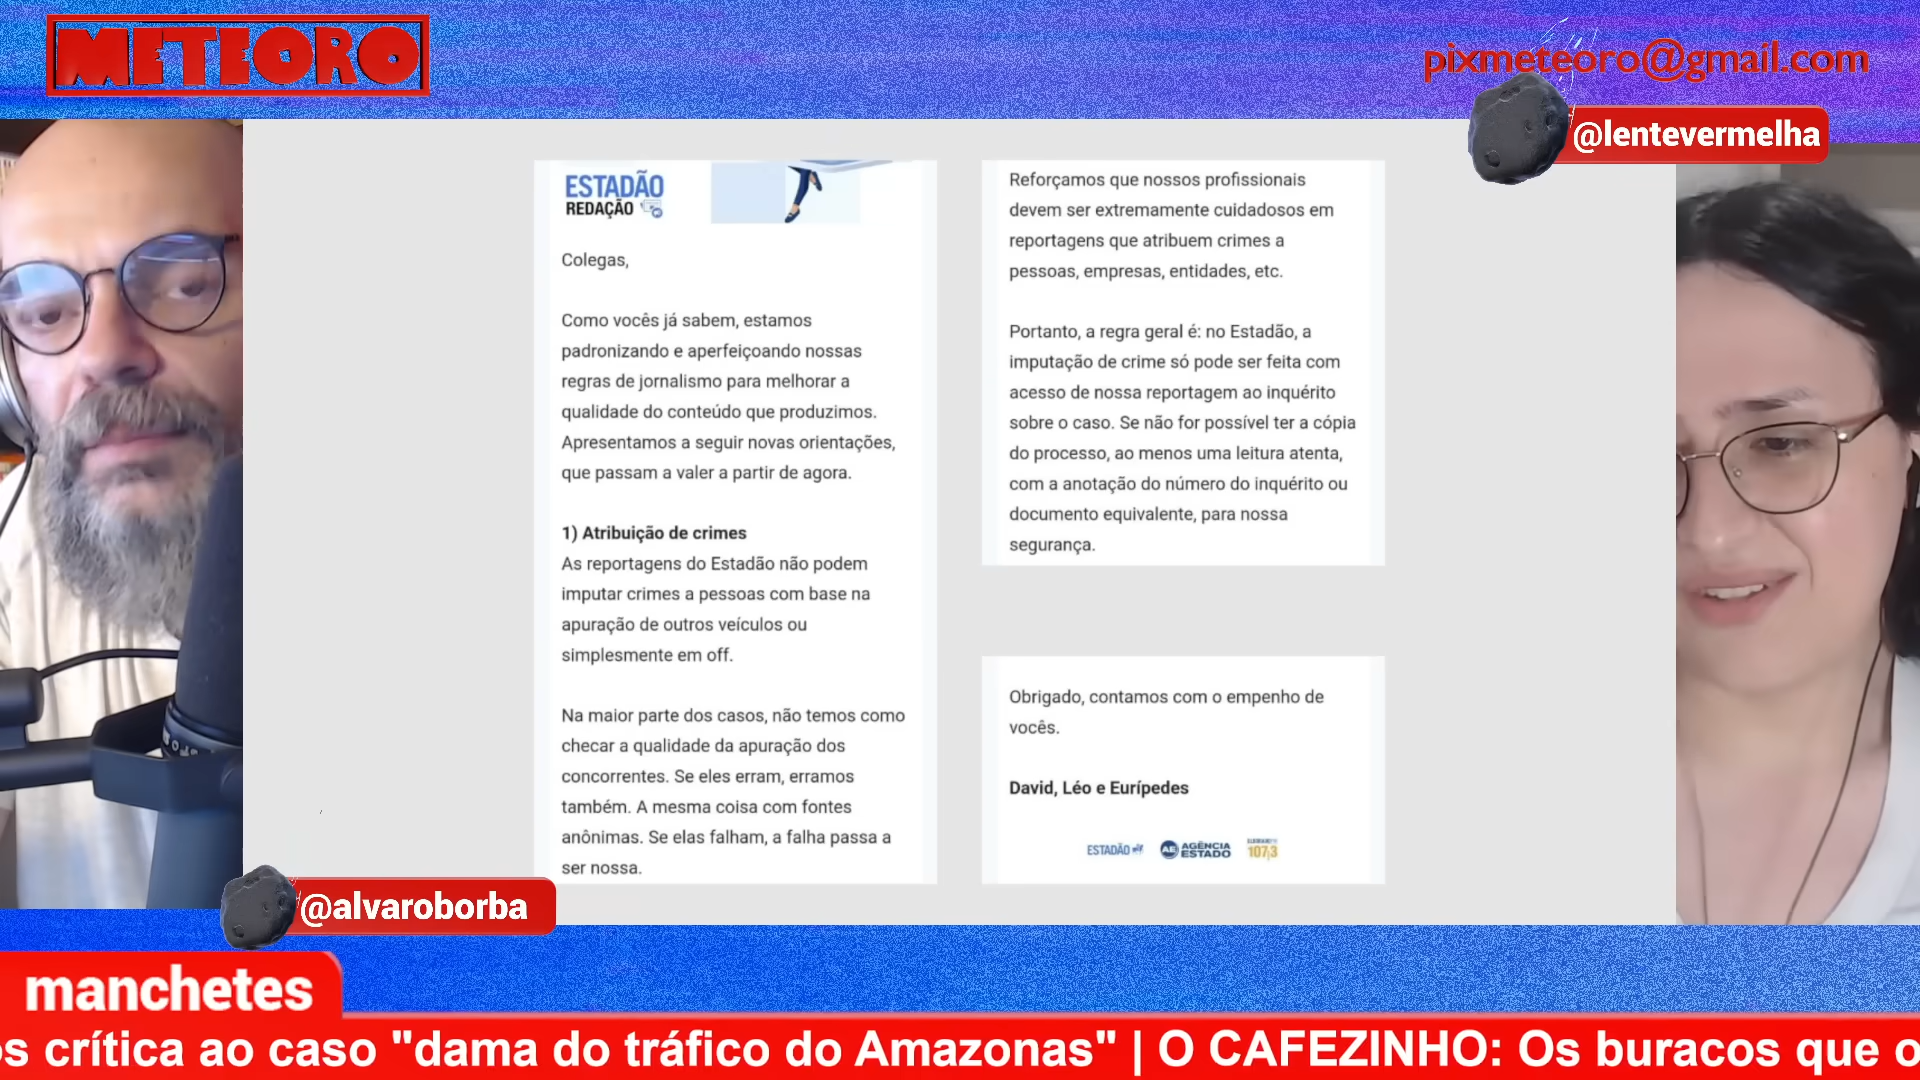 METEORO
pixmeteoro@gmail.com
@lentevermelha
ESTADÃO
REDAÇÃO
Colegas,
Como vocês já sabem, estamos
padronizando e aperfeiçoando nossas
regras de jornalismo para melhorar a
qualidade do conteúdo que produzimos.
Apresentamos a seguir novas orientações,
que passam a valer a partir de agora.
1) Atribuição de crimes
As reportagens do Estadão não podem
imputar crimes a pessoas com base na
apuração de outros veículos ou
simplesmente em off.
Na maior parte dos casos, não temos como
checar a qualidade da apuração dos
concorrentes. Se eles erram, erramos
também. A mesma coisa com fontes
anônimas. Se elas falham, a falha passa a
ser nossa.
Reforçamos que nossos profissionais
devem ser extremamente cuidadosos em
reportagens que atribuem crimes a
pessoas, empresas, entidades, etc.
Portanto, a regra geral é: no Estadão, a
imputação de crime só pode ser feita com
acesso de nossa reportagem ao inquérito
sobre o caso. Se não for possível ter a cópia
do processo, ao menos uma leitura atenta,
com a anotação do número do inquérito ou
documento equivalente, para nossa
segurança.
Obrigado, contamos com o empenho de
vocês.
David, Léo e Eurípedes
ESTADÃO
AE AGÊNCIA
ESTADO
107,3
@alvaroborba
manchetes
s crítica ao caso "dama do tráfico do Amazonas" | O CAFEZINHO: Os buracos que o